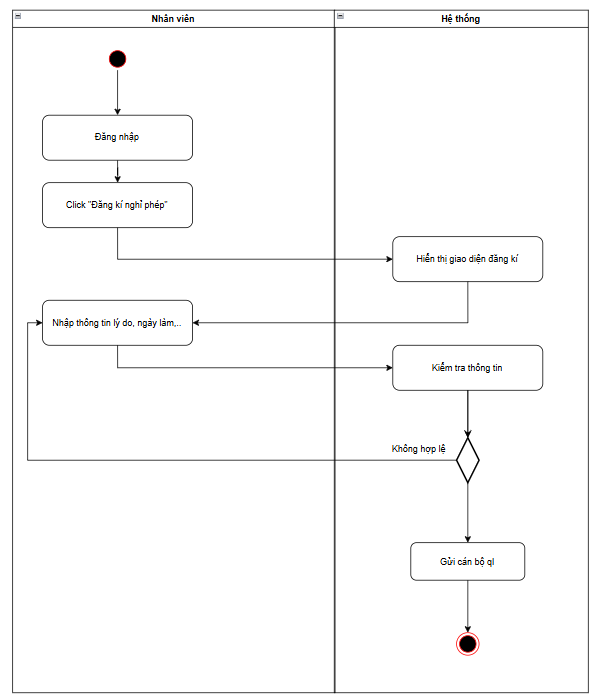 Nhân viên
Hệ thống
Đăng nhập
Click "Đăng kí nghỉ phép"
Hiển thị giao diện đăng kí
Nhập thông tin lý do, ngày làm,..
Kiểm tra thông tin
Không hợp lệ
Gửi cán bộ ql